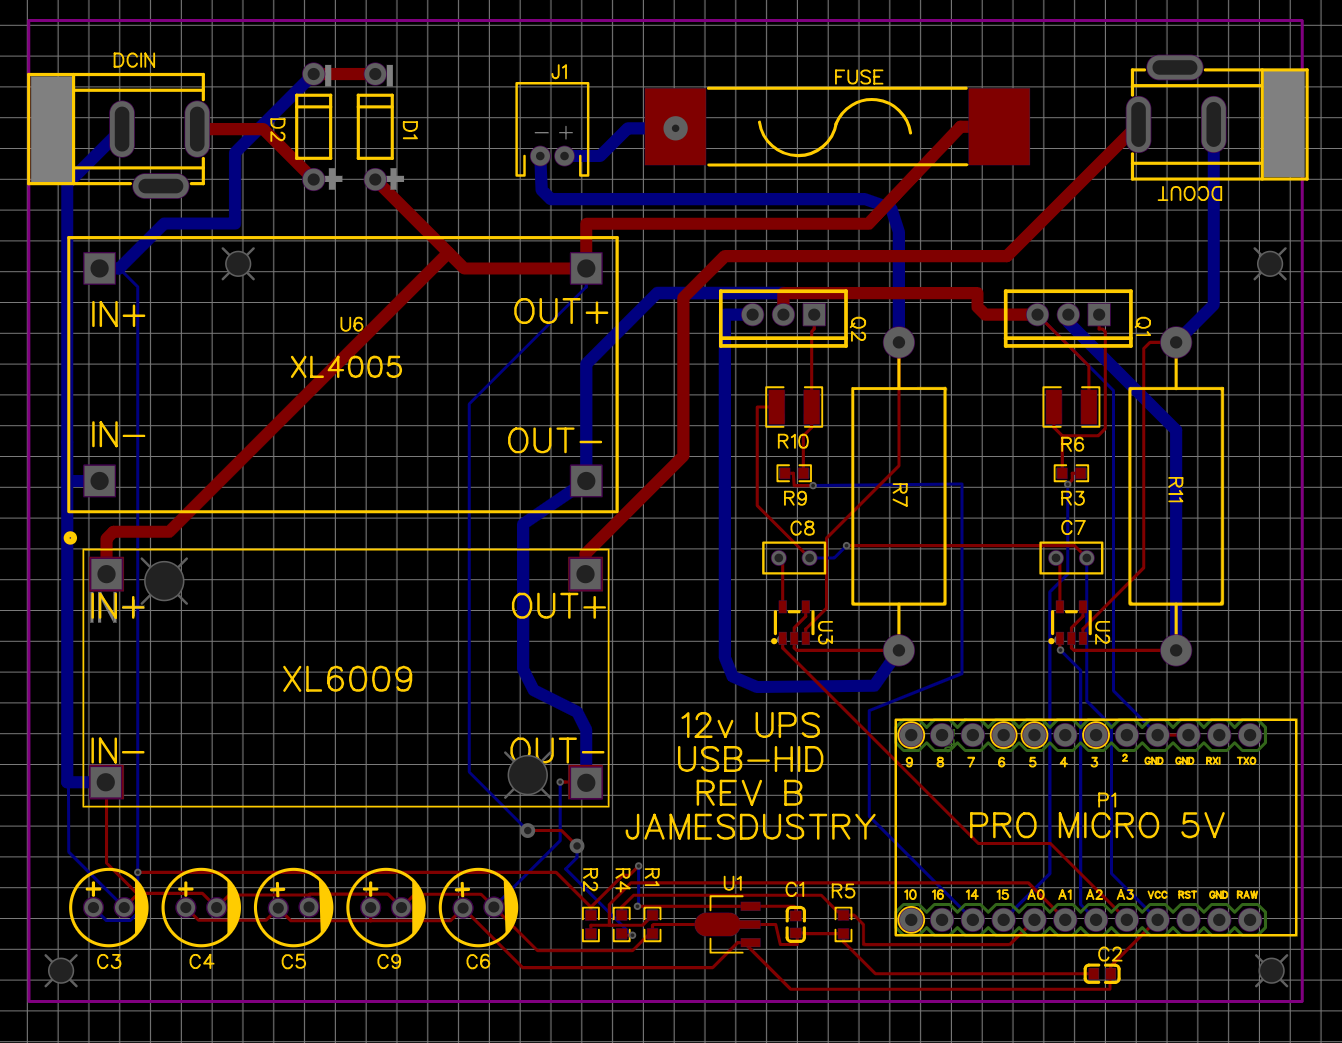 DCIN
J1
FUSE
DCOUT
D2
D1
IN+
U6
OUT+
Q2
Q1
XL4005
IN-
OUT-
R10
R6
R9
R7
R3
R11
C8
C7
IN+
OUT+
U3
U2
XL6009
IN-
OUT-
12v UPS
USB-HID
REV B
JAMESDUSTRY
9 8 7 6 5 4 3 2 GND GND RXI TXO
P1
PRO MICRO 5V
10 16 14 15 A0 A1 A2 A3 VCC RST GND RAW
R2
R4
R1
U1
C1
R5
C3
C4
C5
C9
C6
C2